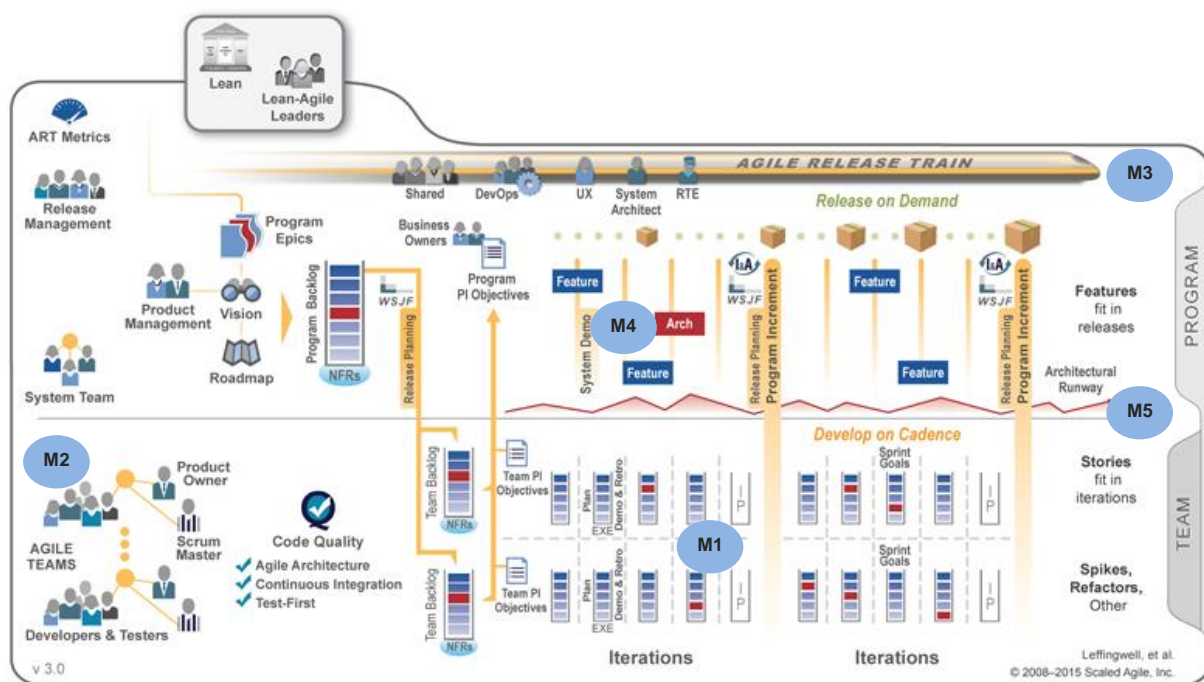 Lean
Lean-Agile
Leaders
ART Metrics
AGILE RELEASE TRAIN
M3
Release
Management
Shared
DevOps
UX
System
Architect
RTE
Release on Demand
Program
Epics
Business
Owners
Program
PI Objectives
Product
Management
Vision
Roadmap
Program Backlog
NFRs
WSJF
Release Planning
Feature
System Demo
M4
Arch
Feature
I&A
WSJF
Release Planning
Program Increment
Feature
Feature
I&A
WSJF
Release Planning
Program Increment
Features
fit in
releases
Architectural
Runway
PROGRAM
System Team
M5
Develop on Cadence
M2
Product
Owner
Scrum
Master
AGILE
TEAMS
Developers & Testers
Code Quality
Agile Architecture
Continuous Integration
Test-First
Team Backlog
NFRs
Team PI
Objectives
Plan
EXE
Demo & Retro
I P
Sprint
Goals
I P
Stories
fit in
iterations
M1
Team Backlog
NFRs
Team PI
Objectives
Plan
EXE
Demo & Retro
I P
Sprint
Goals
I P
Spikes,
Refactors,
Other
TEAM
Iterations
Iterations
v 3.0
Leffingwell, et al.
© 2008–2015 Scaled Agile, Inc.